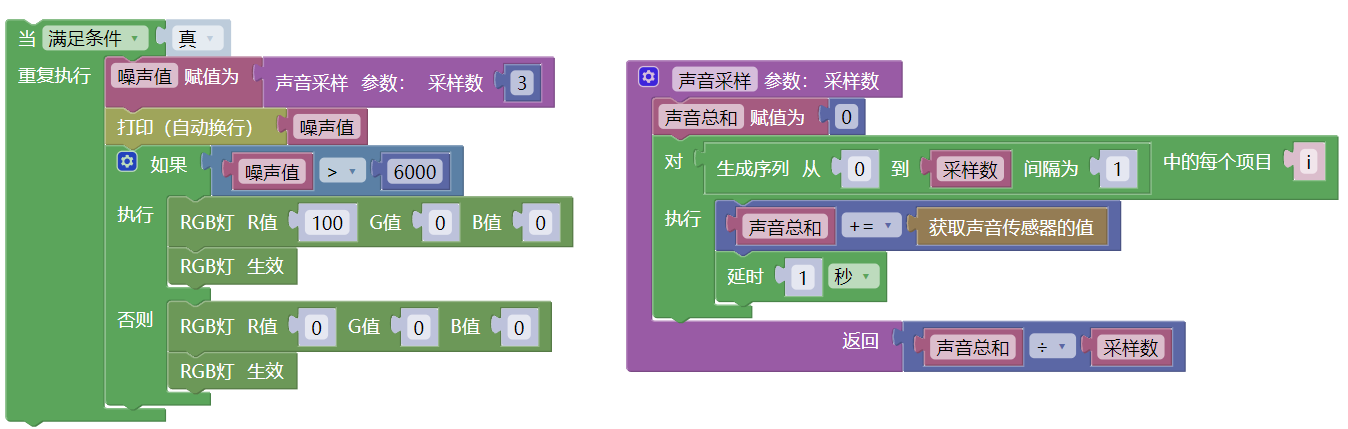 当 满足条件 真
重复执行 噪声值 赋值为 声音采样 参数： 采样数 3
打印（自动换行） 噪声值
如果 噪声值 > 6000
执行 RGB灯 R值 100 G值 0 B值 0
RGB灯 生效
否则 RGB灯 R值 0 G值 0 B值 0
RGB灯 生效
声音采样 参数： 采样数
声音总和 赋值为 0
对 生成序列 从 0 到 采样数 间隔为 1 中的每个项目 i
执行 声音总和 += 获取声音传感器的值
延时 1 秒
返回 声音总和 ÷ 采样数